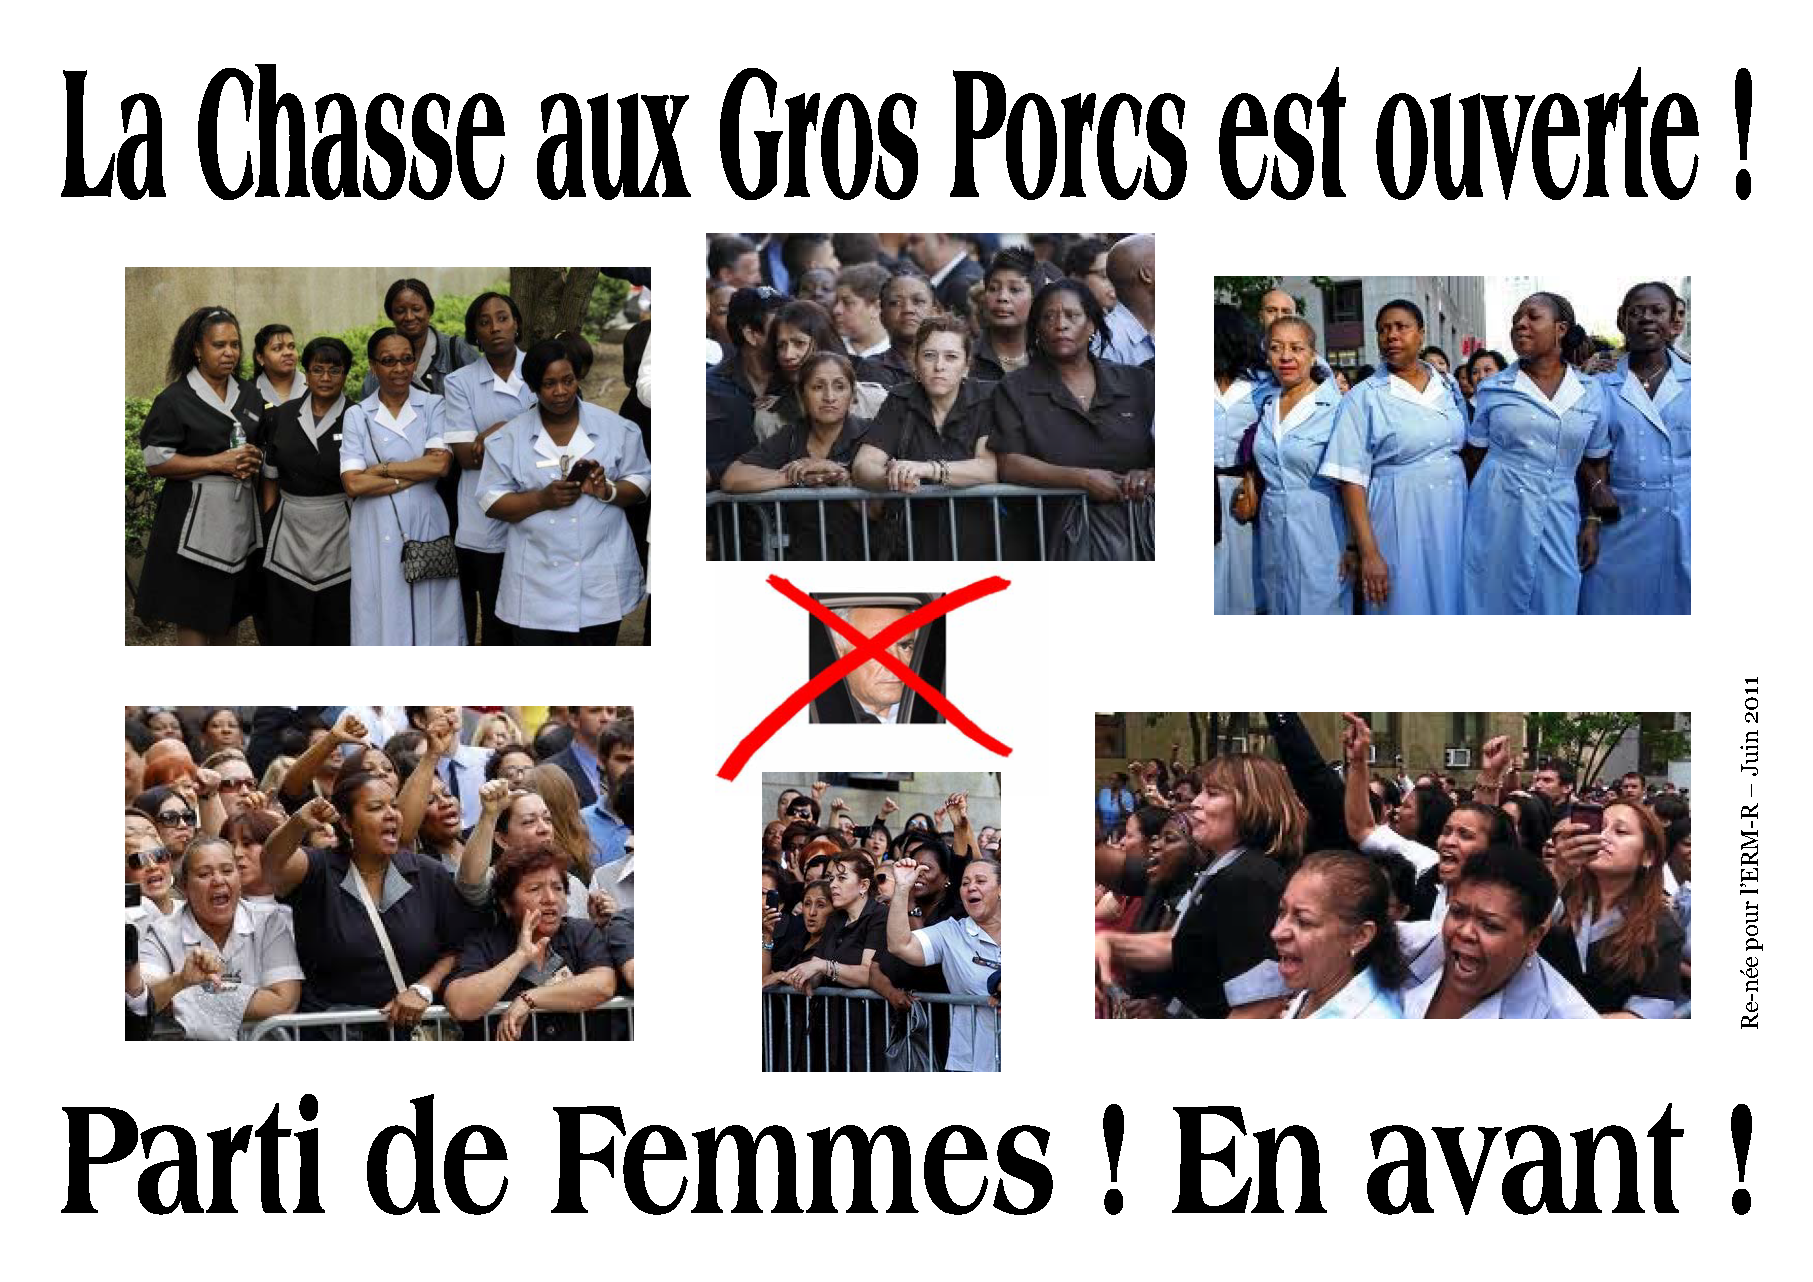 La Chasse aux Gros Porcs est ouverte !
Re-née pour l'ERM-R – Juin 2011
Parti de Femmes ! En avant !